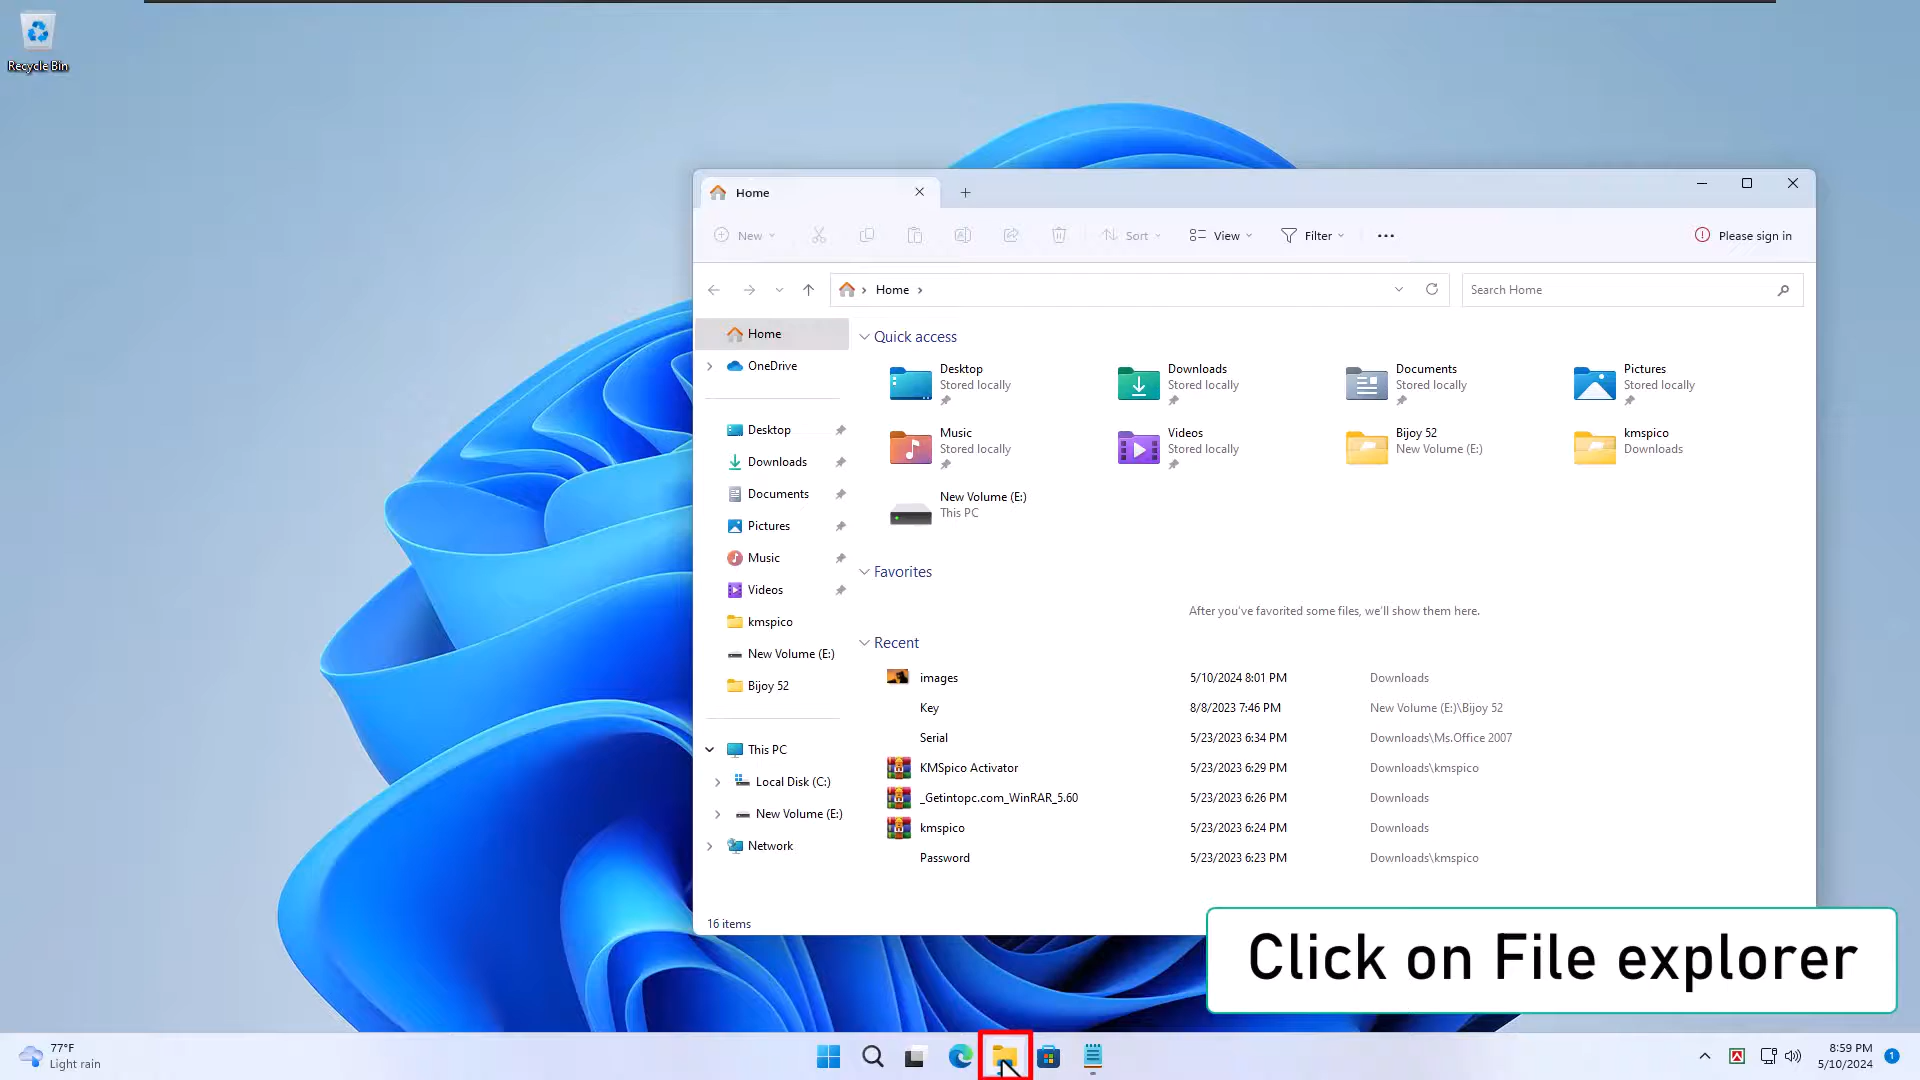 Recycle Bin
Home
New
Sort
View
Filter
Please sign in
Home
Search Home
Home
OneDrive
Desktop
Downloads
Documents
Pictures
Music
Videos
kmspico
New Volume (E:)
Bijoy 52
This PC
Local Disk (C:)
New Volume (E:)
Network
Quick access
Desktop
Stored locally
Downloads
Stored locally
Documents
Stored locally
Pictures
Stored locally
Music
Stored locally
Videos
Stored locally
Bijoy 52
New Volume (E:)
kmspico
Downloads
New Volume (E:)
This PC
Favorites
After you've favorited some files, we'll show them here.
Recent
images 5/10/2024 8:01 PM Downloads
Key 8/8/2023 7:46 PM New Volume (E:)\Bijoy 52
Serial 5/23/2023 6:34 PM Downloads\Ms.Office 2007
KMSpico Activator 5/23/2023 6:29 PM Downloads\kmspico
_Getintopc.com_WinRAR_5.60 5/23/2023 6:26 PM Downloads
kmspico 5/23/2023 6:24 PM Downloads
Password 5/23/2023 6:23 PM Downloads\kmspico
16 items
Click on File explorer
77°F
Light rain
8:59 PM
5/10/2024
1